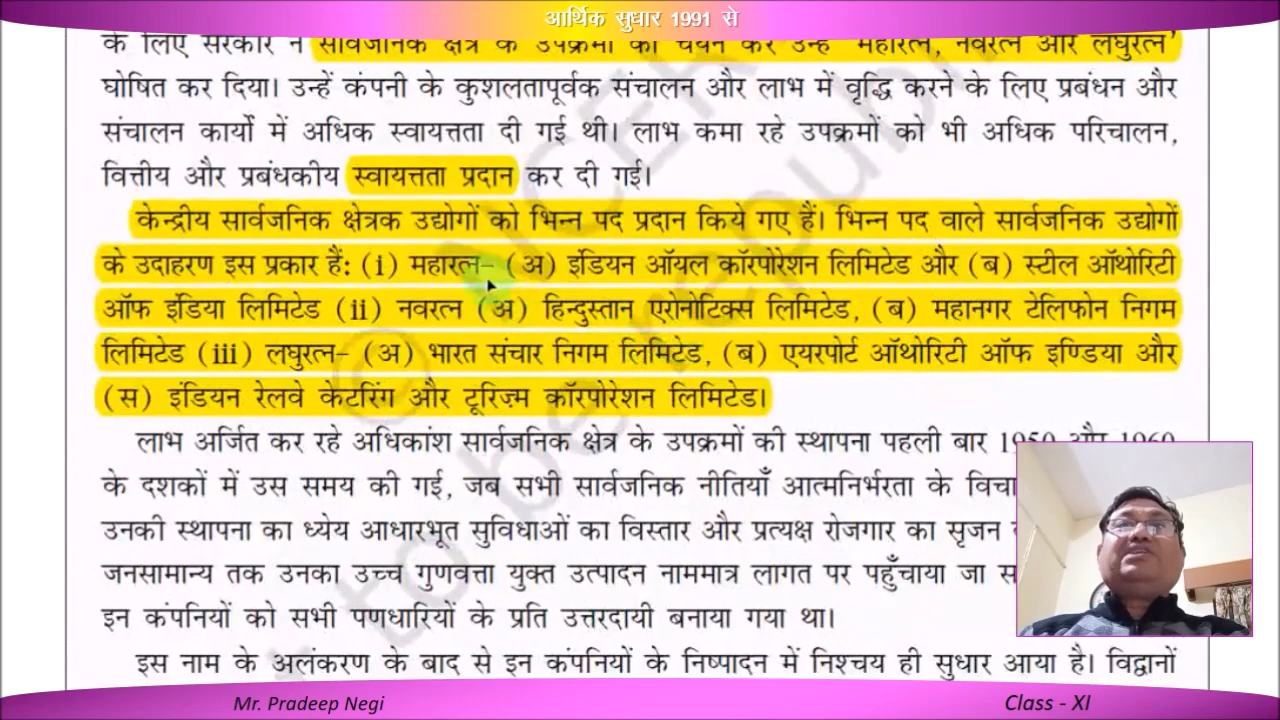 आर्थिक सुधार 1991 से
के लिए सरकार ने सार्वजनिक क्षेत्र के उपक्रमों का चयन कर उन्हें 'महारत्न, नवरत्न और लघुरत्न'
घोषित कर दिया। उन्हें कंपनी के कुशलतापूर्वक संचालन और लाभ में वृद्धि करने के लिए प्रबंधन और
संचालन कार्यों में अधिक स्वायत्तता दी गई थी। लाभ कमा रहे उपक्रमों को भी अधिक परिचालन,
वित्तीय और प्रबंधकीय स्वायत्तता प्रदान कर दी गई।
केन्द्रीय सार्वजनिक क्षेत्रक उद्योगों को भिन्न पद प्रदान किये गए हैं। भिन्न पद वाले सार्वजनिक उद्योगों
के उदाहरण इस प्रकार हैं: (i) महारत्न– (अ) इंडियन ऑयल कॉरपोरेशन लिमिटेड और (ब) स्टील ऑथोरिटी
ऑफ इंडिया लिमिटेड (ii) नवरत्न (अ) हिन्दुस्तान एरोनोटिक्स लिमिटेड, (ब) महानगर टेलिफोन निगम
लिमिटेड (iii) लघुरत्न– (अ) भारत संचार निगम लिमिटेड, (ब) एयरपोर्ट ऑथोरिटी ऑफ इण्डिया और
(स) इंडियन रेलवे केटरिंग और टूरिज़्म कॉरपोरेशन लिमिटेड।
लाभ अर्जित कर रहे अधिकांश सार्वजनिक क्षेत्र के उपक्रमों की स्थापना पहली बार 1950 और 1960
के दशकों में उस समय की गई, जब सभी सार्वजनिक नीतियाँ आत्मनिर्भरता के
उनकी स्थापना का ध्येय आधारभूत सुविधाओं का विस्तार और प्रत्यक्ष रोजगार का सृजन
जनसामान्य तक उनका उच्च गुणवत्ता युक्त उत्पादन नाममात्र लागत पर पहुँचाया जा
इन कंपनियों को सभी पणधारियों के प्रति उत्तरदायी बनाया गया था।
इस नाम के अलंकरण के बाद से इन कंपनियों के निष्पादन में निश्चय ही सुधार आया है। विद्वानों
Mr. Pradeep Negi
Class - XI